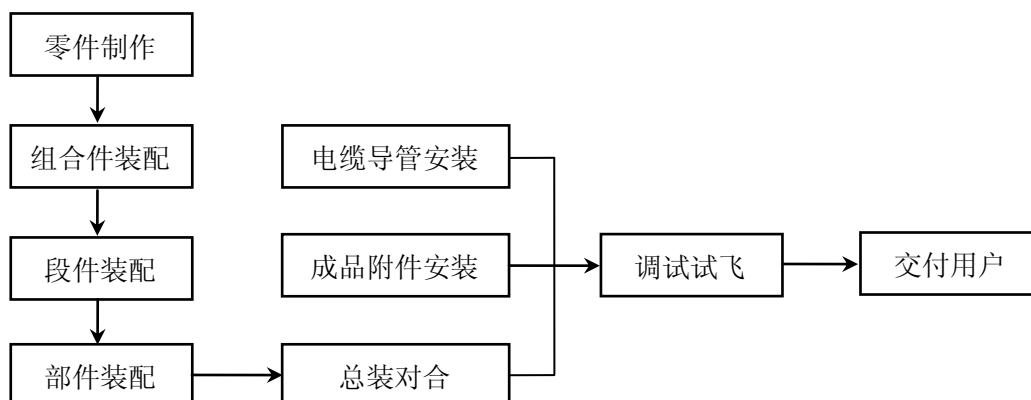 零件制作
组合件装配
段件装配
部件装配
电缆导管安装
成品附件安装
总装对合
调试试飞
交付用户